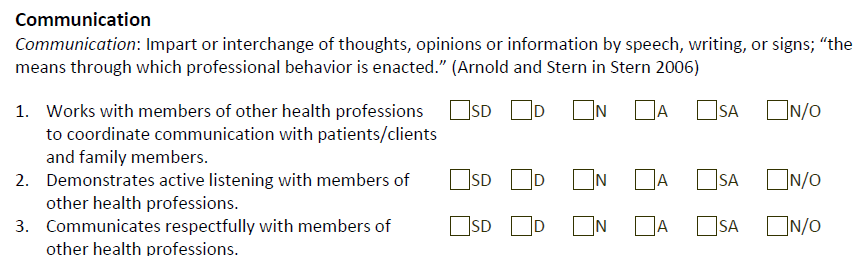 Communication
Communication: Impart or interchange of thoughts, opinions or information by speech, writing, or signs; “the
means through which professional behavior is enacted.” (Arnold and Stern in Stern 2006)
1. Works with members of other health professions SD D N A SA N/O
to coordinate communication with patients/clients
and family members.
2. Demonstrates active listening with members of SD D N A SA N/O
other health professions.
3. Communicates respectfully with members of SD D N A SA N/O
other health professions.